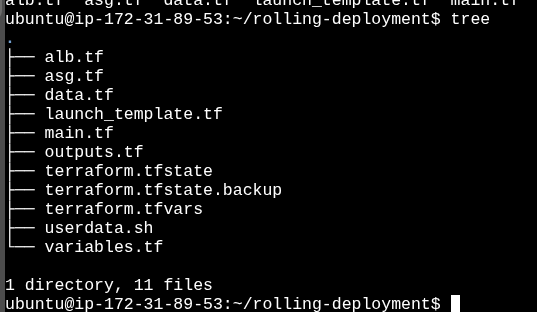 alb.tf asg.tf data.tf launch_template.tf main.tf
ubuntu@ip-172-31-89-53:~/rolling-deployment$ tree
.
├── alb.tf
├── asg.tf
├── data.tf
├── launch_template.tf
├── main.tf
├── outputs.tf
├── terraform.tfstate
├── terraform.tfstate.backup
├── terraform.tfvars
├── userdata.sh
└── variables.tf
1 directory, 11 files
ubuntu@ip-172-31-89-53:~/rolling-deployment$